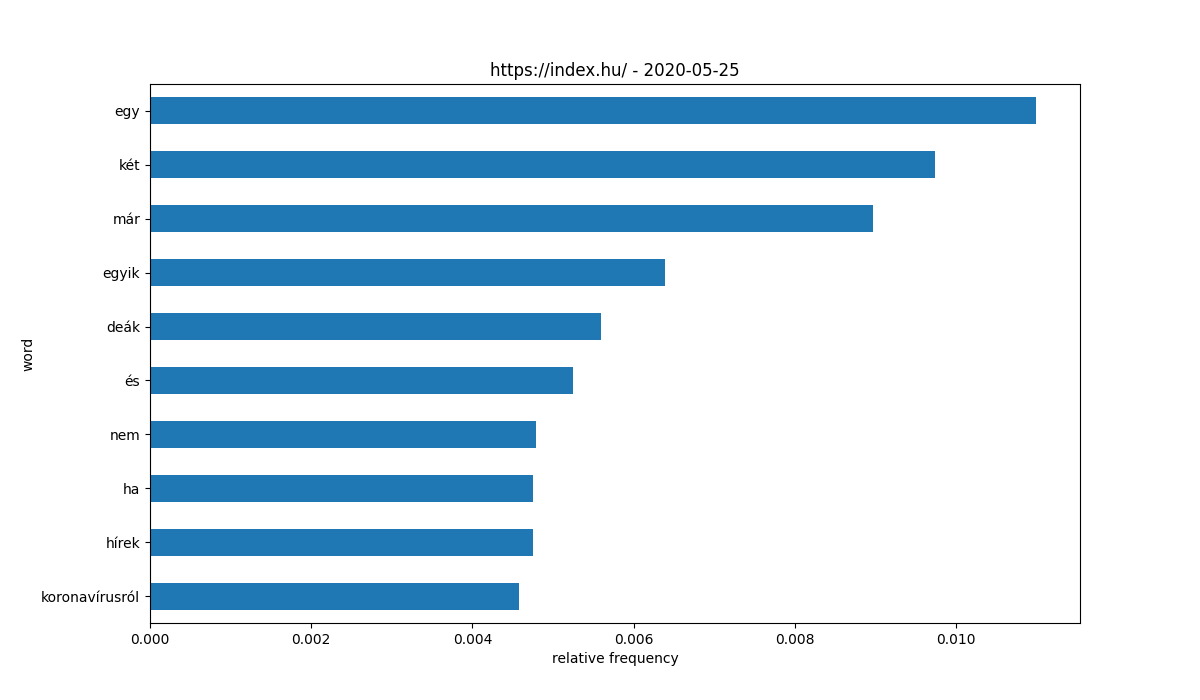 https://index.hu/ - 2020-05-25
egy
két
már
egyik
deák
és
nem
ha
hírek
koronavírusról
word
0.000 0.002 0.004 0.006 0.008 0.010
relative frequency